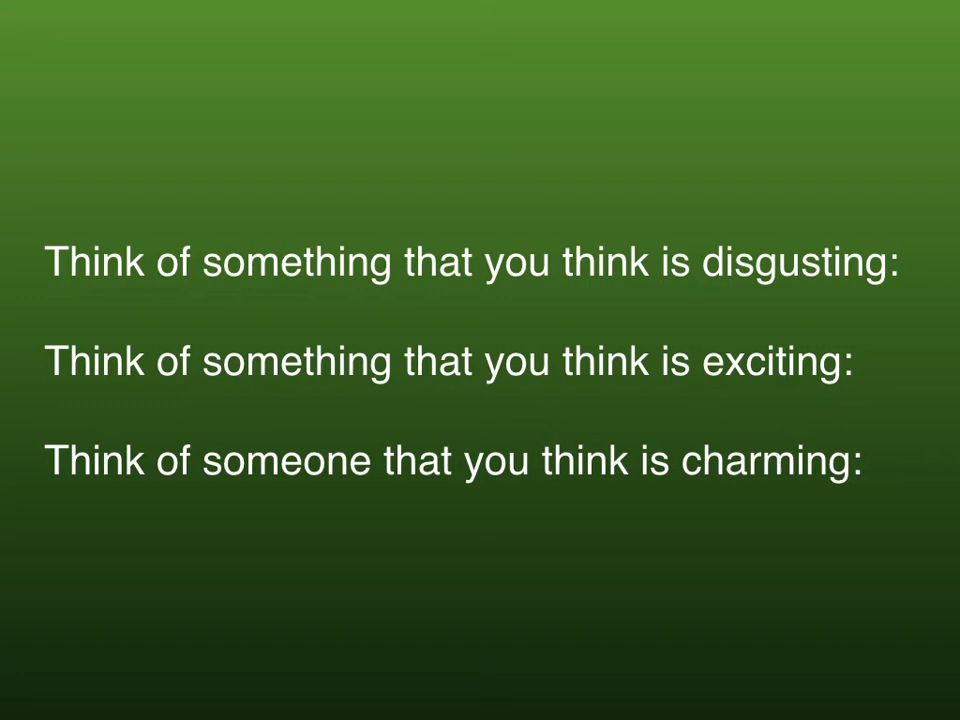 Think of something that you think is disgusting:
Think of something that you think is exciting:
Think of someone that you think is charming: